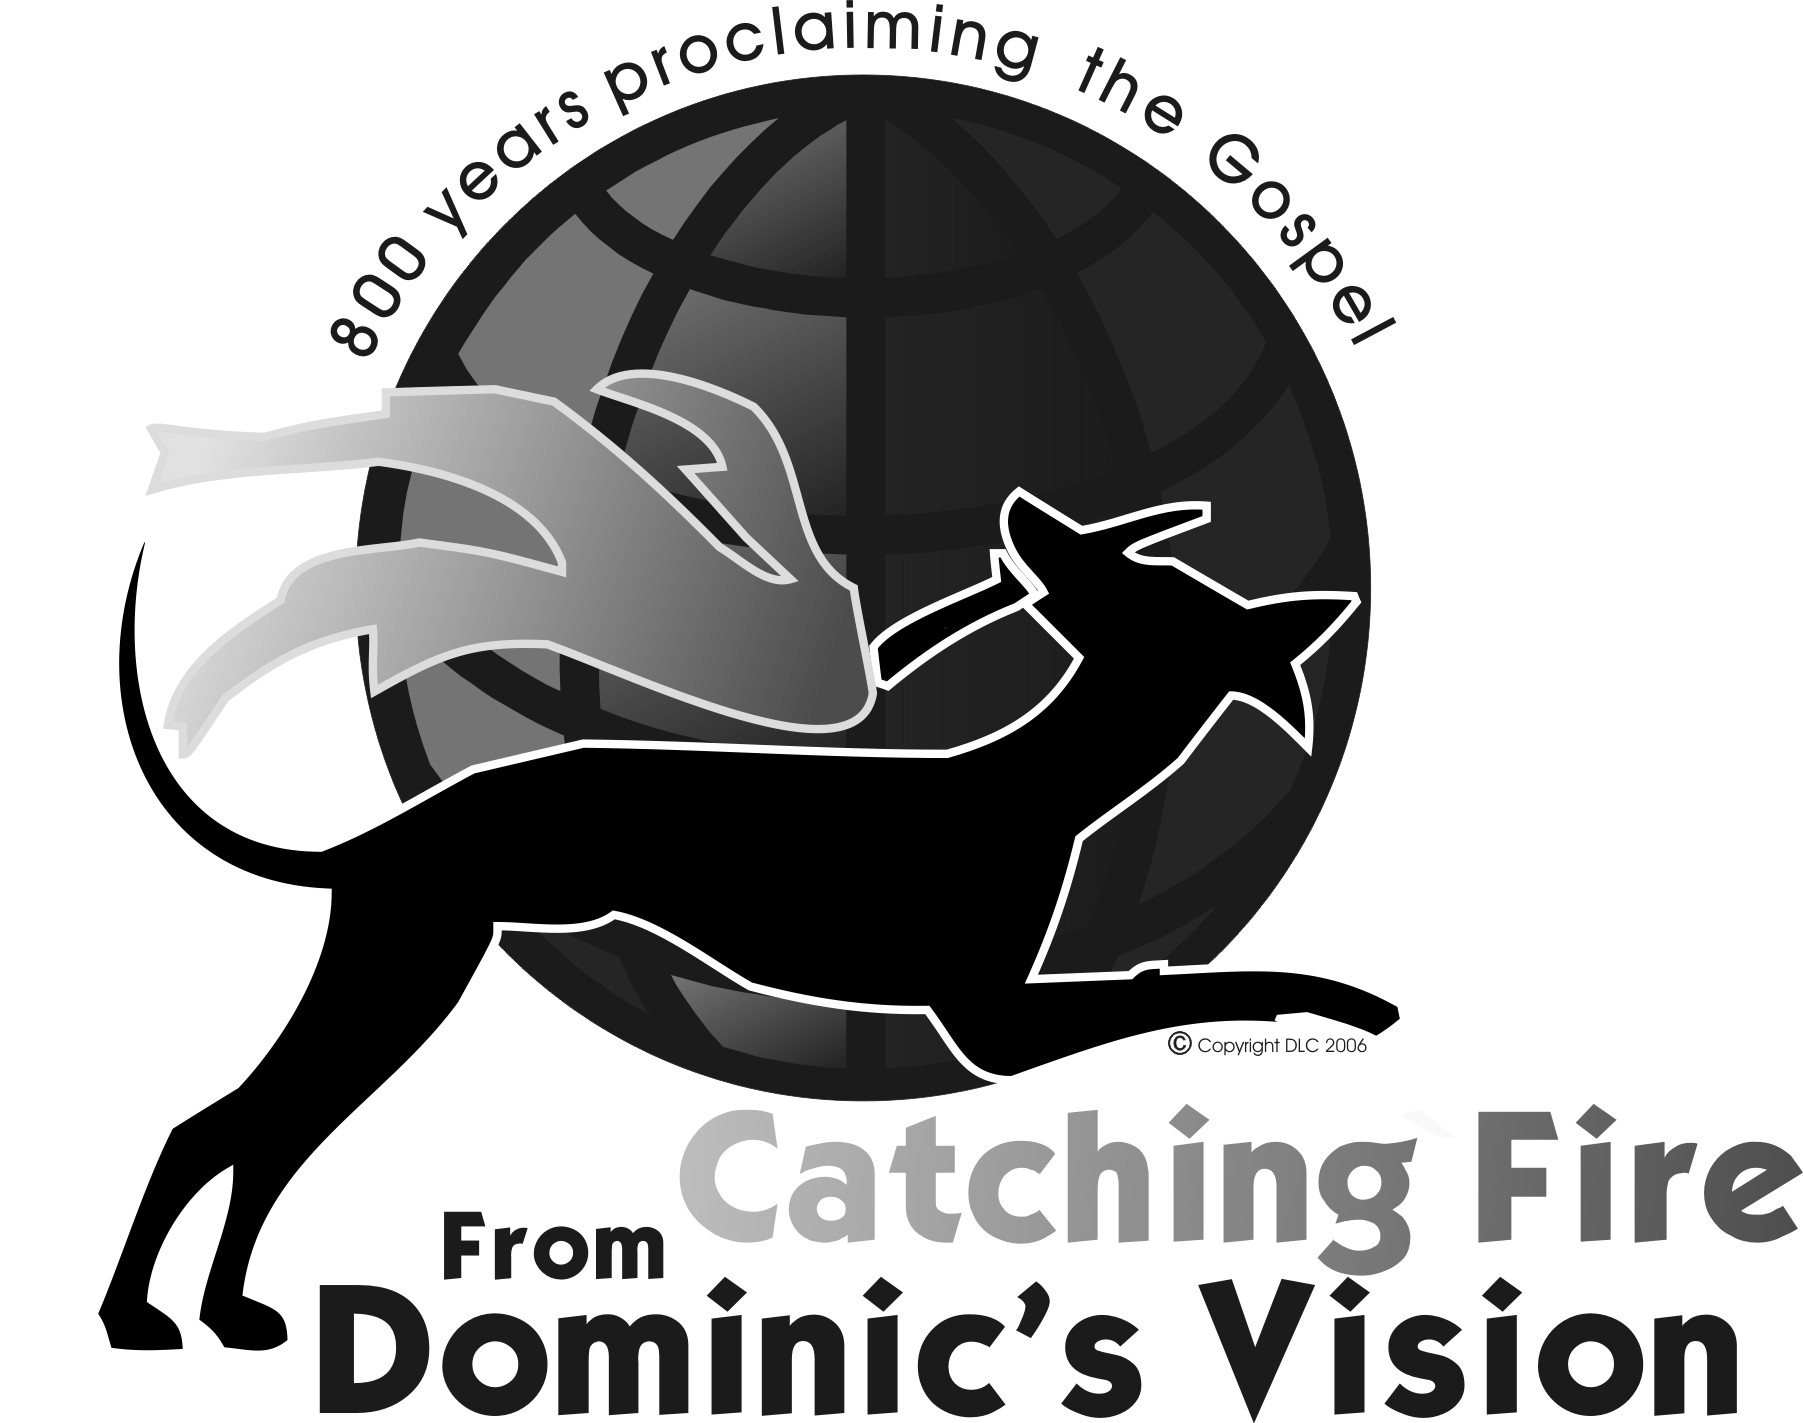 800 years proclaiming the Gospel
© Copyright DLC 2006
Catching Fire
From
Dominic's Vision